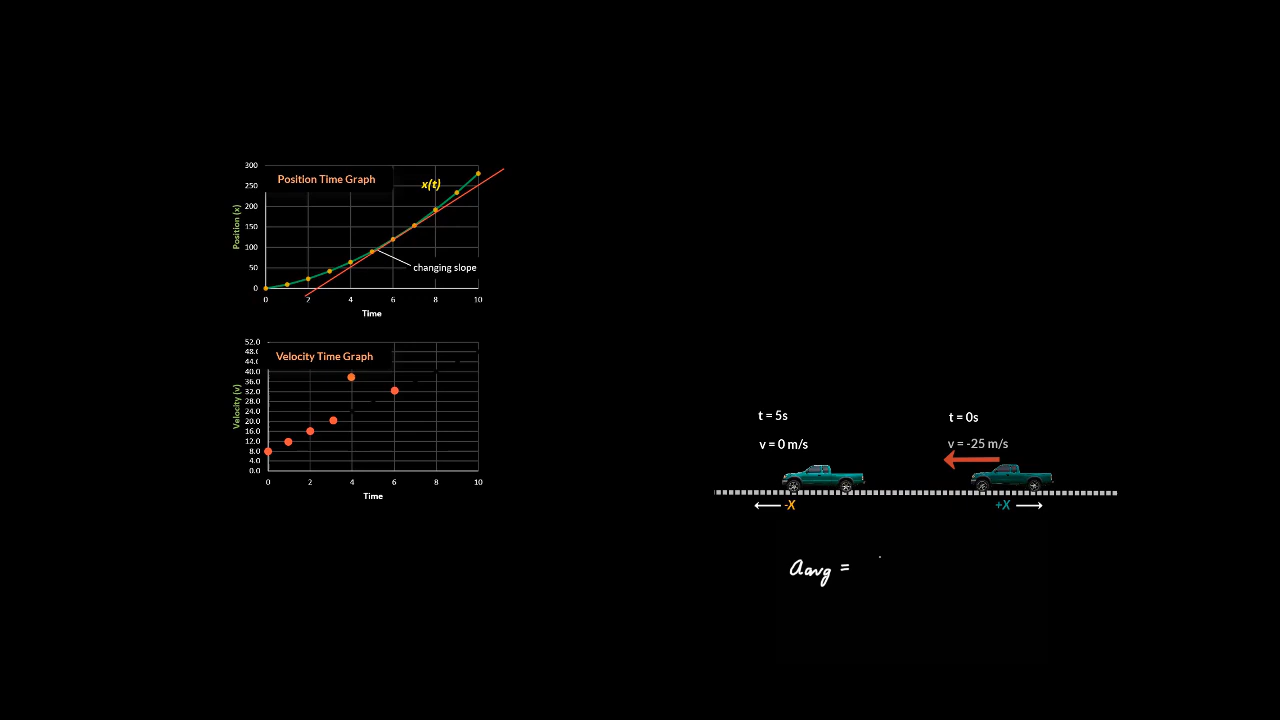 300
Position Time Graph
x(t)
250
200
150
100
50
0
Position (x)
changing slope
0 2 4 6 8 10
Time
52.0
48.(
Velocity Time Graph
44.(
40.0
36.0
32.0
28.0
24.0
20.0
16.0
12.0
8.0
4.0
0.0
Velocity (v)
0 2 4 6 8 10
Time
t = 5s
t = 0s
v = 0 m/s
v = -25 m/s
-X
+X
aavg =